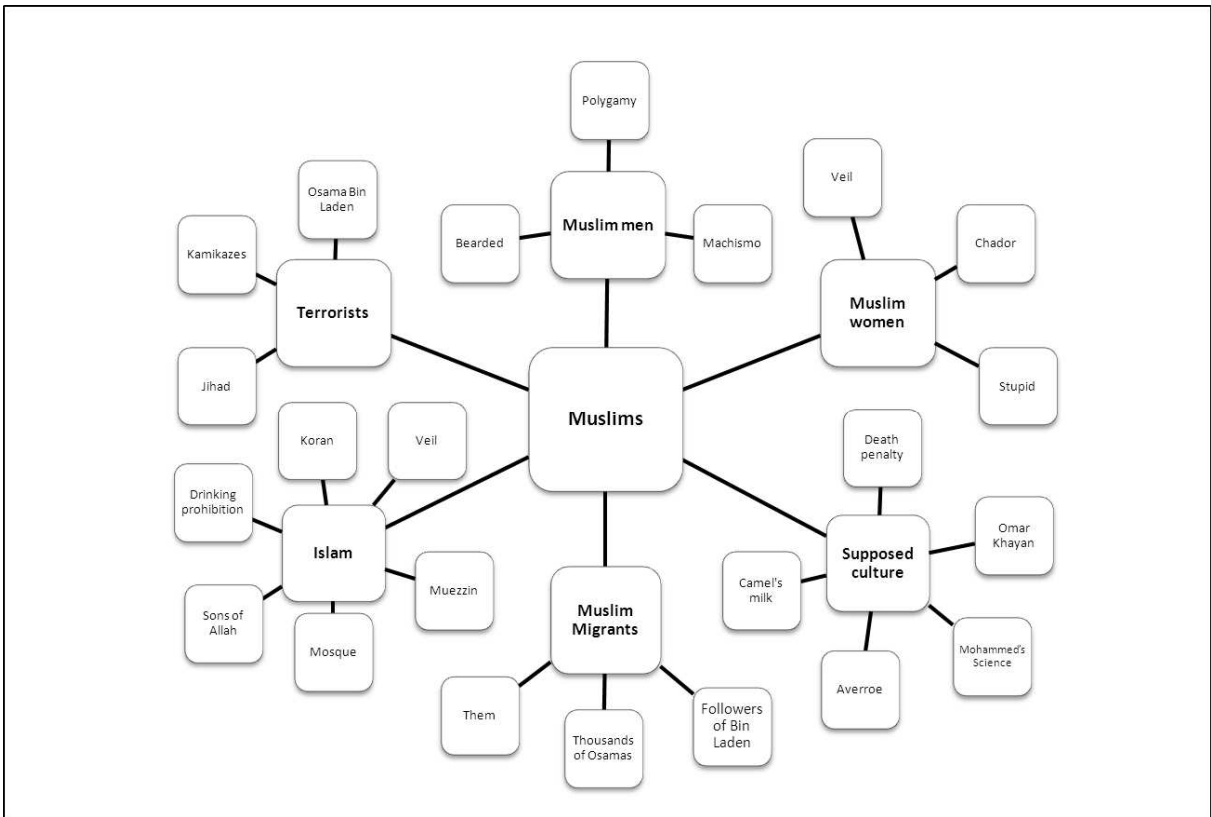 Polygamy
Muslim men
Bearded
Machismo
Osama Bin
Laden
Kamikazes
Terrorists
Jihad
Veil
Chador
Muslim
women
Stupid
Muslims
Koran
Veil
Drinking
prohibition
Islam
Muezzin
Sons of
Allah
Mosque
Muslim
Migrants
Them
Thousands
of Osamas
Followers
of Bin
Laden
Death
penalty
Omar
Khayan
Supposed
culture
Camel's
milk
Mohammed's
Science
Averroe